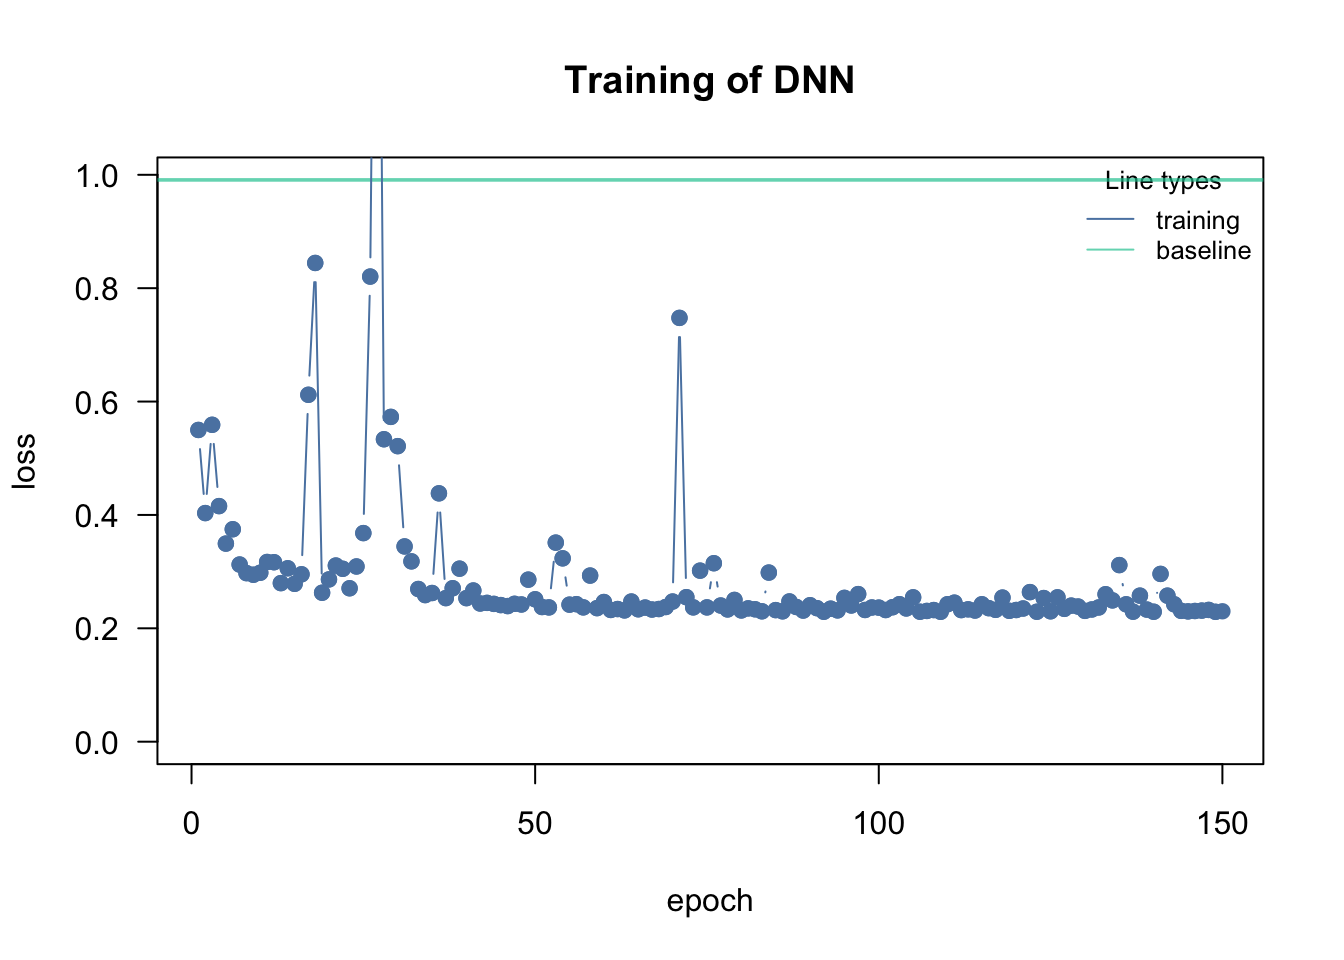 Training of DNN
1.0
0.8
0.6
0.4
0.2
0.0
loss
Line types
training
baseline
0 50 100 150
epoch